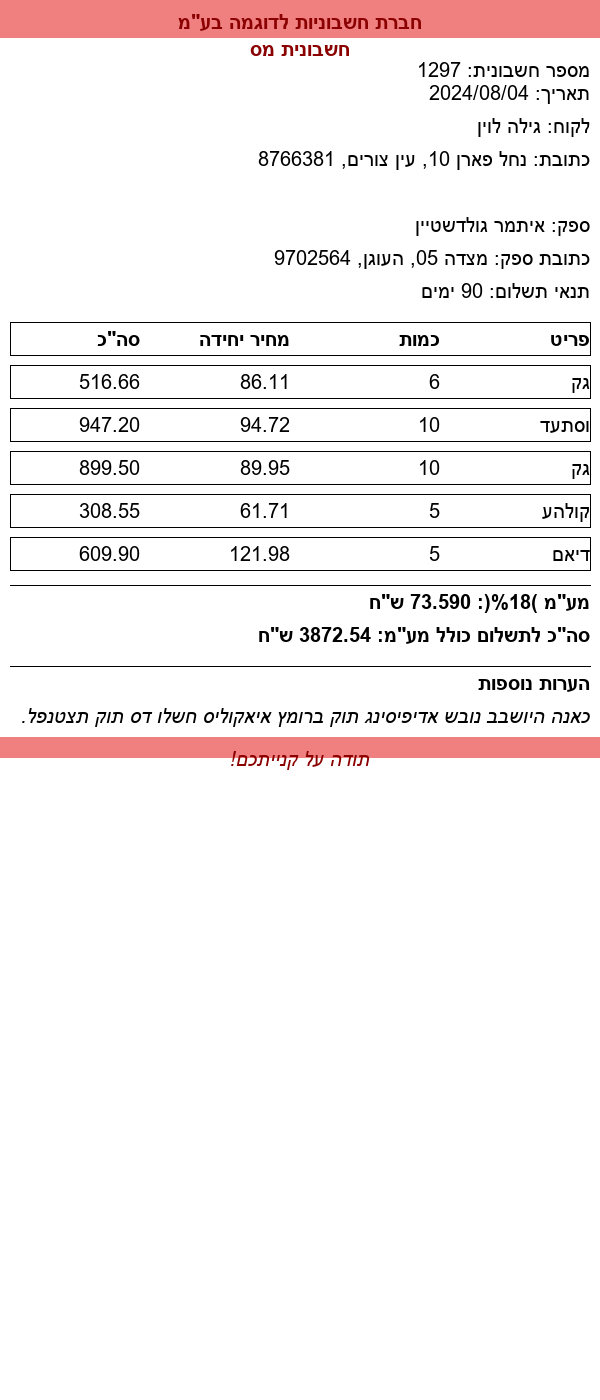 חברת חשבוניות לדוגמה בע"מ
חשבונית מס
מספר חשבונית: 1297
תאריך: 2024/08/04
לקוח: גילה לוין
כתובת: נחל פארן 10, עין צורים, 8766381
ספק: איתמר גולדשטיין
כתובת ספק: מצדה 05, העוגן, 9702564
תנאי תשלום: 90 ימים
פריט כמות מחיר יחידה סה"כ
גק 6 86.11 516.66
וסתעד 10 94.72 947.20
גק 10 89.95 899.50
קולהע 5 61.71 308.55
דיאם 5 121.98 609.90
מע"מ )18%(: 73.590 ש"ח
סה"כ לתשלום כולל מע"מ: 3872.54 ש"ח
הערות נוספות
כאנה היושבב נובש אדיפיסינג תוק ברומץ איאקוליס חשלו דס תוק תצטנפל.
תודה על קנייתכם!